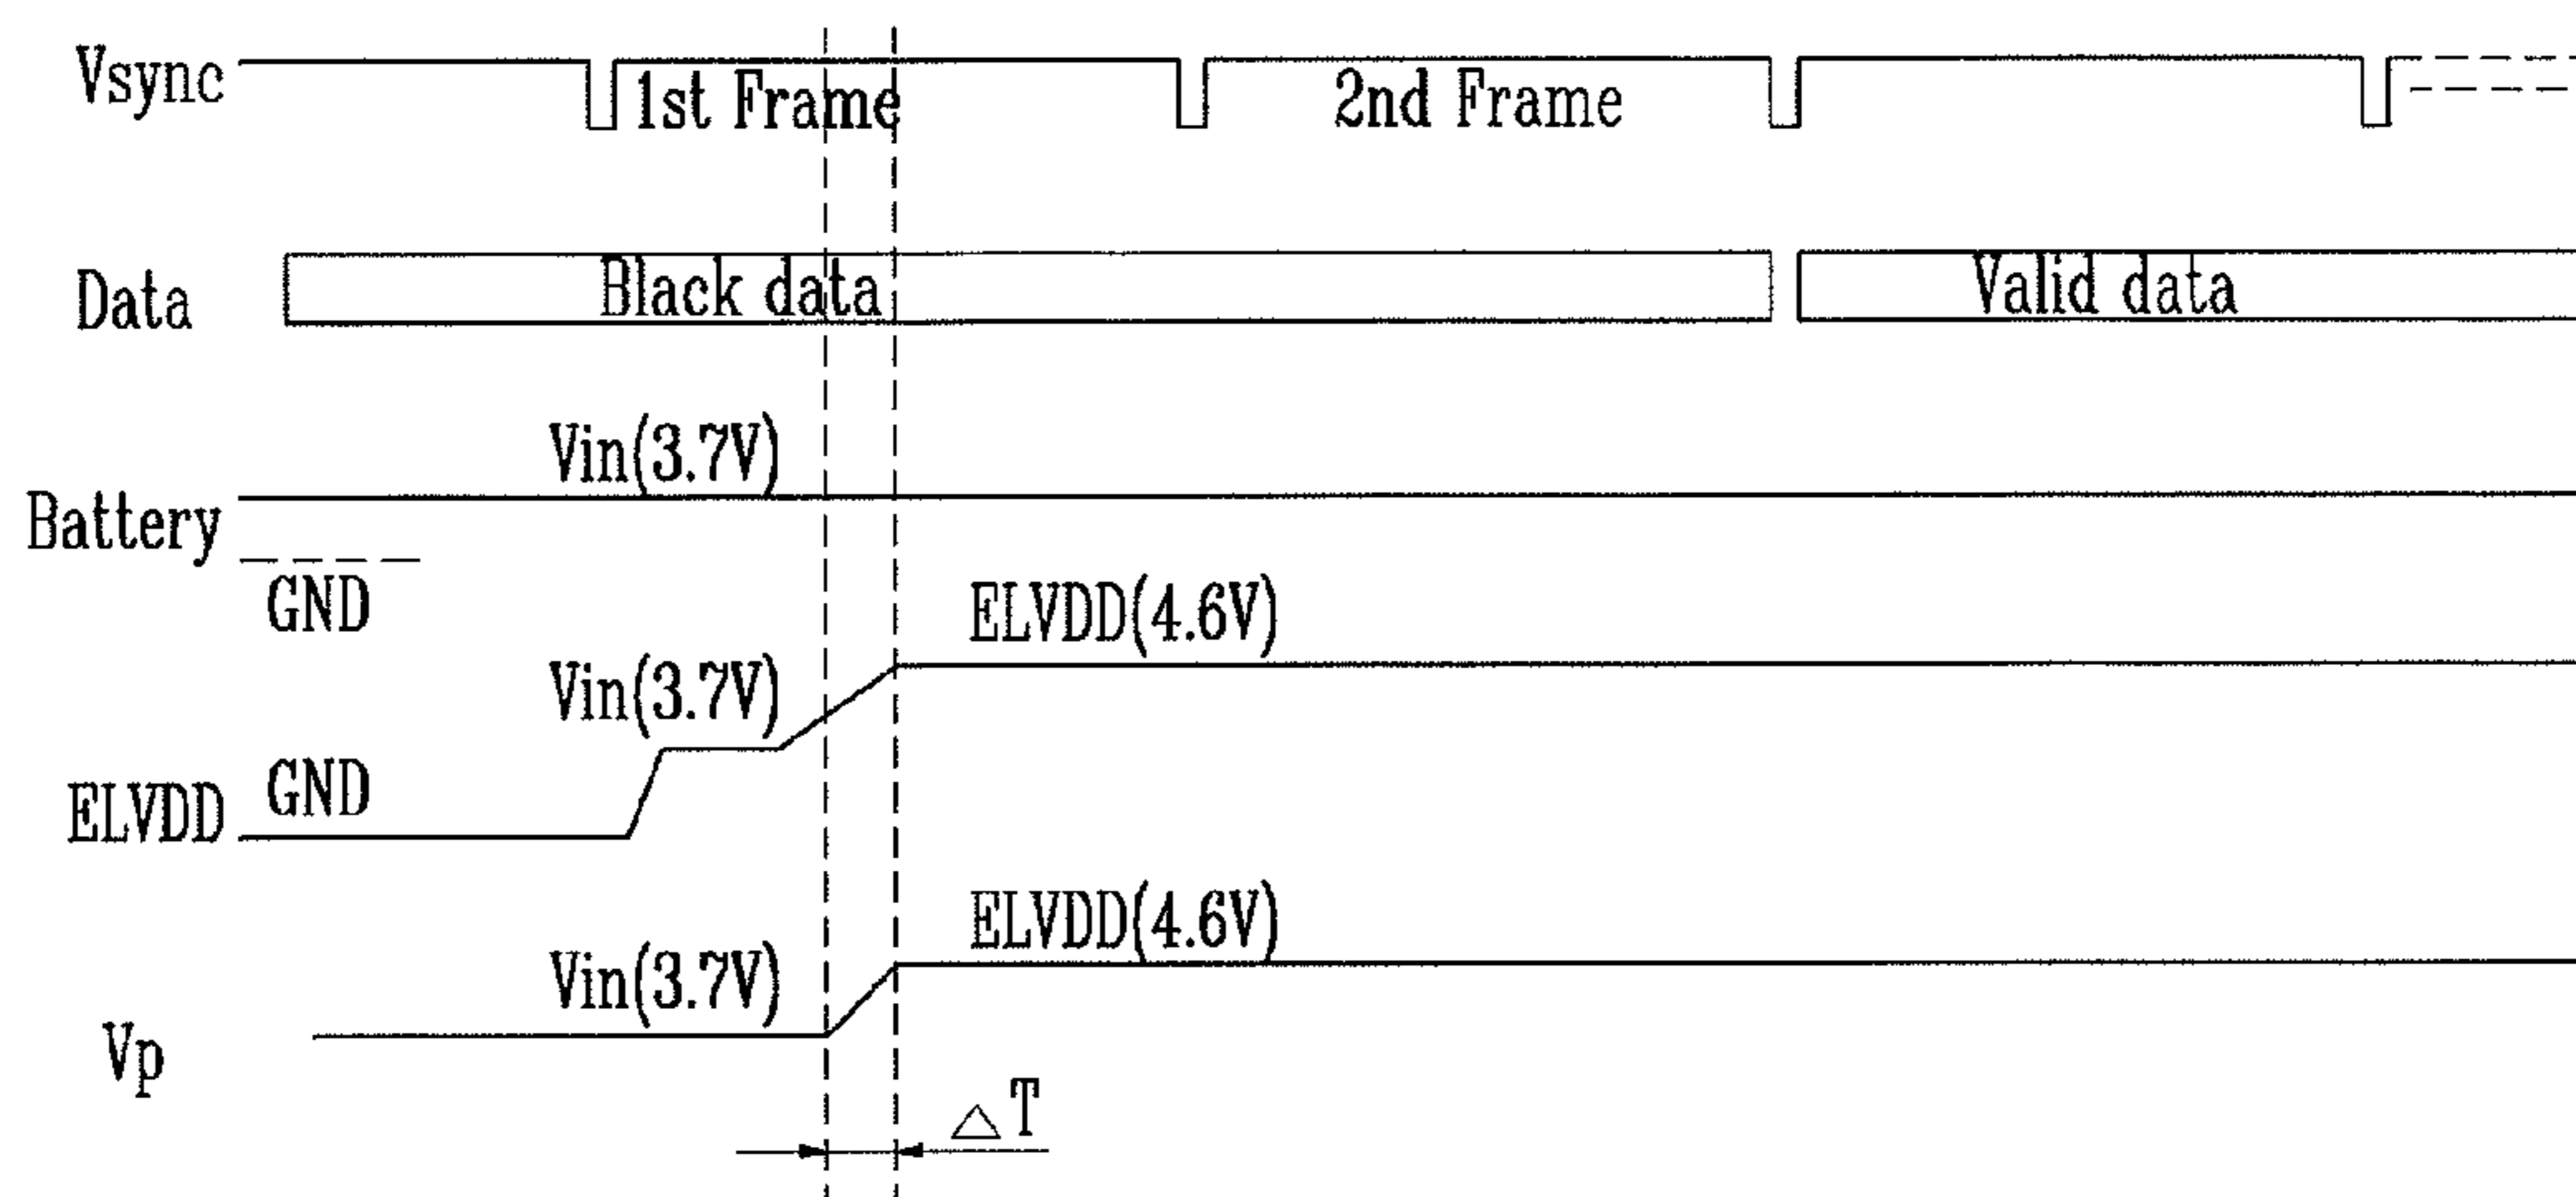 Vsync
1st Frame
2nd Frame
Data
Black data
Valid data
Battery
Vin(3.7V)
GND
ELVDD
GND
Vin(3.7V)
ELVDD(4.6V)
Vp
Vin(3.7V)
ELVDD(4.6V)
△T